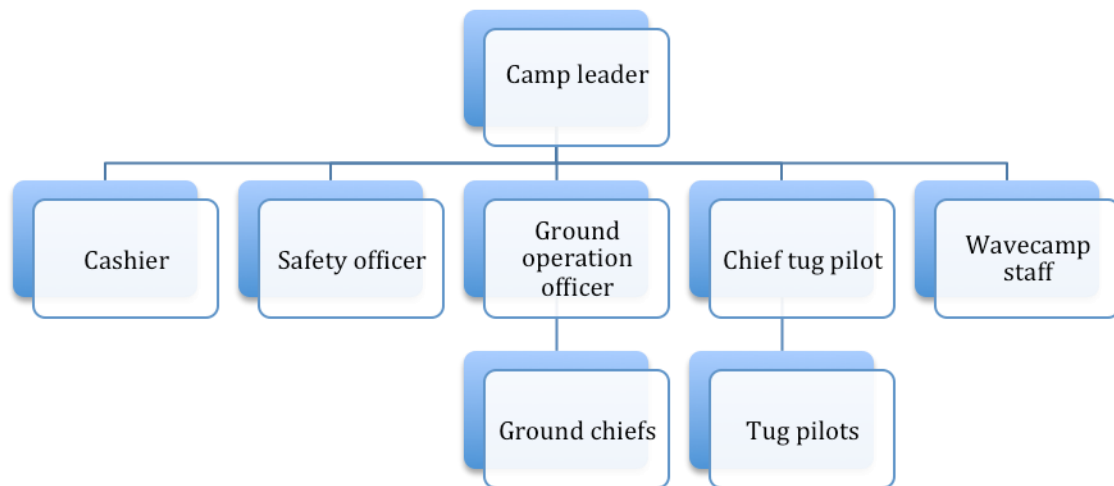 Camp leader
Cashier
Safety officer
Ground
operation
officer
Chief tug pilot
Wavecamp
staff
Ground chiefs
Tug pilots